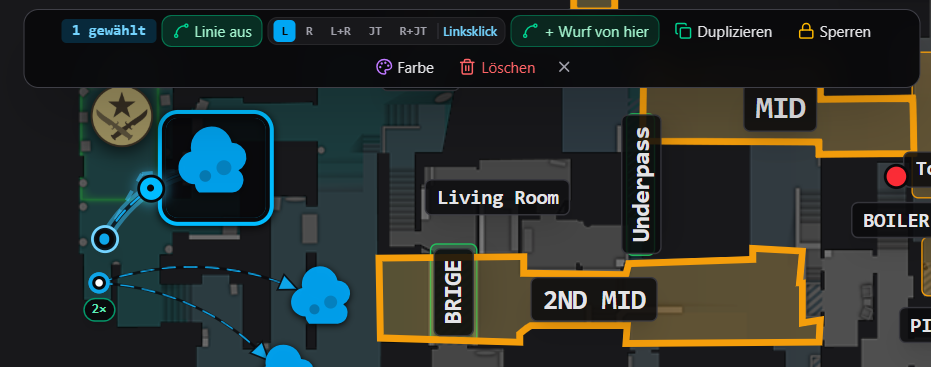 1 gewählt Linie aus L R L+R JT R+JT Linksklick + Wurf von hier Duplizieren Sperren
Farbe Löschen
MID
Underpass
Living Room
BOILER
BRIGE
2ND MID
2×